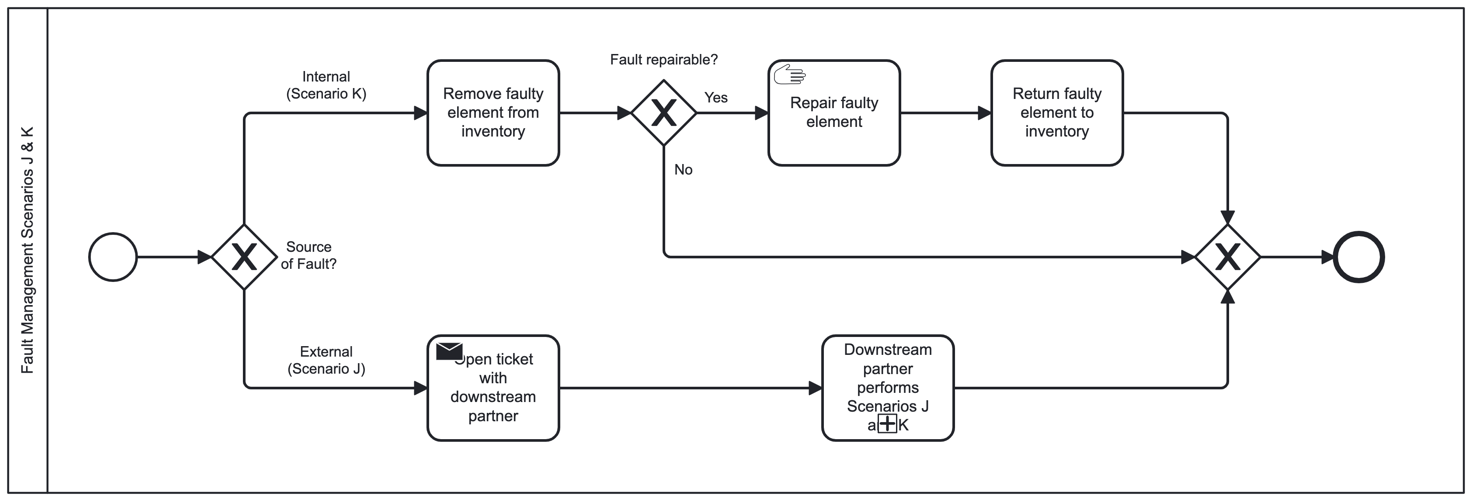 Fault Management Scenarios J & K
Source
of Fault?
Internal
(Scenario K)
Remove faulty
element from
inventory
Fault repairable?
Yes
No
Repair faulty
element
Return faulty
element to
inventory
External
(Scenario J)
Open ticket
with
downstream
partner
Downstream
partner
performs
Scenarios J
a K